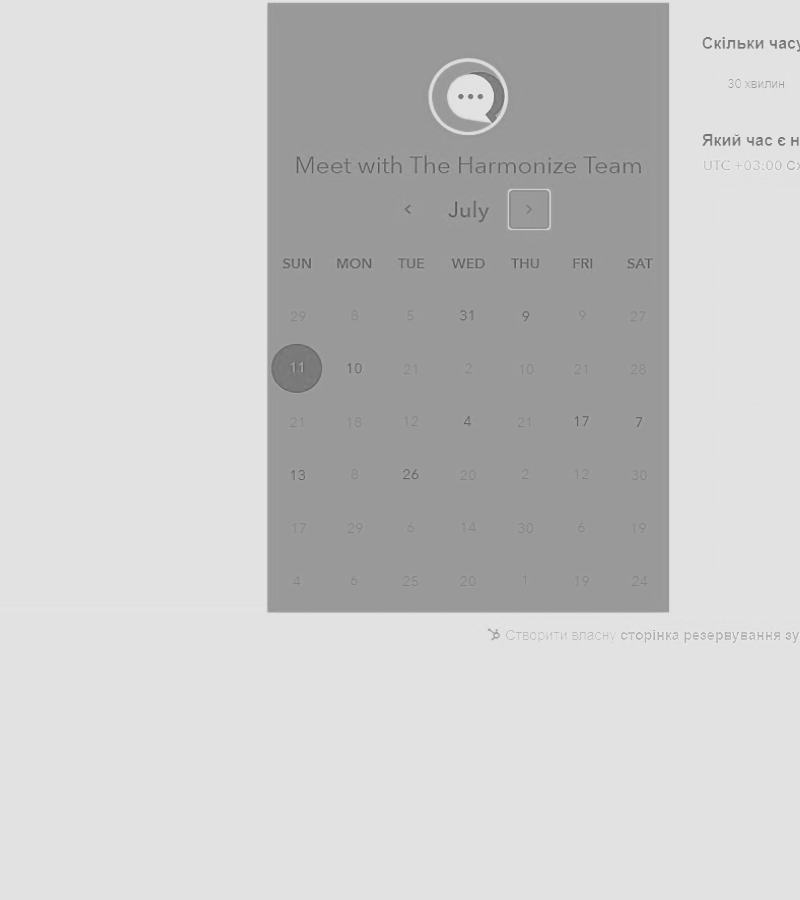 Скільки часу
30 хвилин
Meet with The Harmonize Team
Який час є н
UTC +03:00 Сх
July
SUN MON TUE WED THU FRI SAT
29 8 5 31 9 9 27
11 10 21 2 10 21 28
21 18 12 4 21 17 7
13 8 26 20 2 12 30
17 29 6 14 30 6 19
4 6 25 20 1 19 24
Створити власну сторінка резервування зу